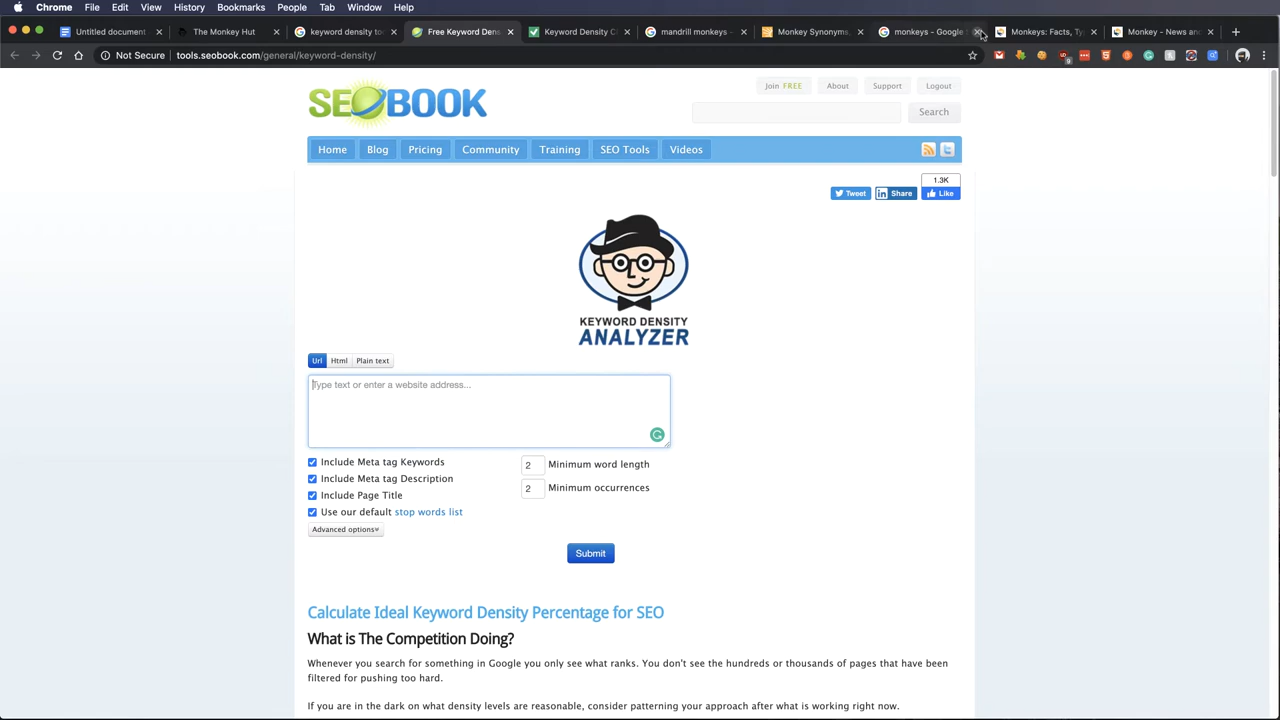 Chrome File Edit View History Bookmarks People Tab Window Help
Untitled document
The Monkey Hut
keyword density to
Free Keyword Den
Keyword Density C
mandrill monkeys -
Monkey Synonyms,
monkeys - Google
Monkeys: Facts, Ty
Monkey - News an
Not Secure | tools.seobook.com/general/keyword-density/
9
SEOBOOK
Join FREE
About
Support
Logout
Search
Home
Blog
Pricing
Community
Training
SEO Tools
Videos
1.3K
Tweet
in Share
Like
KEYWORD DENSITY
ANALYZER
Url
Html
Plain text
Type text or enter a website address...
Include Meta tag Keywords
2 Minimum word length
Include Meta tag Description
2 Minimum occurrences
Include Page Title
Use our default stop words list
Advanced options
Submit
Calculate Ideal Keyword Density Percentage for SEO
What is The Competition Doing?
Whenever you search for something in Google you only see what ranks. You don't see the hundreds or thousands of pages that have been
filtered for pushing too hard.
If you are in the dark on what density levels are reasonable, consider patterning your approach after what is working right now.